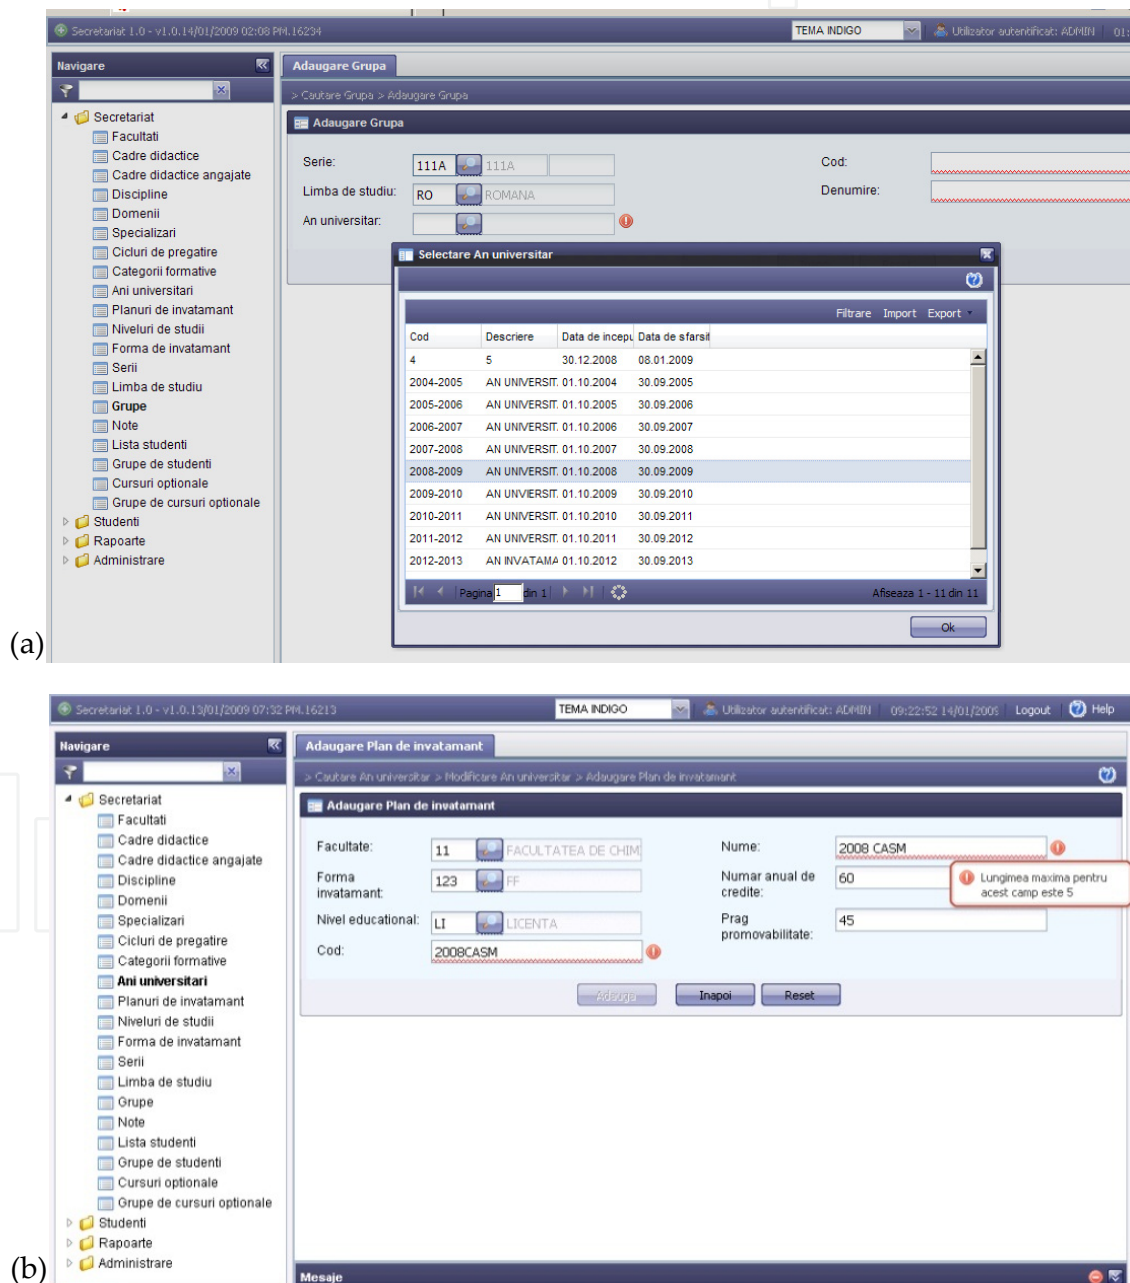 Secretariat 1.0 - v1.0.14/01/2009 02:08 PM.16234 TEMA INDIGO Utilizator autentificat: ADMIN 01:
Navigare Adaugare Grupa
> Cautare Grupa > Adaugare Grupa
Secretariat
Facultati
Cadre didactice
Cadre didactice angajate
Discipline
Domenii
Specializari
Cicluri de pregatire
Categorii formative
Ani universitari
Planuri de invatamant
Niveluri de studii
Forma de invatamant
Serii
Limba de studiu
Grupe
Note
Lista studenti
Grupe de studenti
Cursuri optionale
Grupe de cursuri optionale
Studenti
Rapoarte
Administrare
Adaugare Grupa
Serie: 111A 111A Cod:
Limba de studiu: RO ROMANA Denumire:
An universitar:
Selectare An universitar
Filtrare Import Export
Cod Descriere Data de incepu Data de sfarsit
4 5 30.12.2008 08.01.2009
2004-2005 AN UNIVERSIT. 01.10.2004 30.09.2005
2005-2006 AN UNIVERSIT. 01.10.2005 30.09.2006
2006-2007 AN UNIVERSIT. 01.10.2006 30.09.2007
2007-2008 AN UNIVERSIT. 01.10.2007 30.09.2008
2008-2009 AN UNIVERSIT. 01.10.2008 30.09.2009
2009-2010 AN UNVIERSIT. 01.10.2009 30.09.2010
2010-2011 AN UNIVERSIT. 01.10.2010 30.09.2011
2011-2012 AN UNIVERSIT. 01.10.2011 30.09.2012
2012-2013 AN INVATAMA 01.10.2012 30.09.2013
Pagina 1 din 1 Afiseaza 1 - 11 din 11
Ok
(a)
Secretariat 1.0 - v1.0.13/01/2009 07:32 PM.16213 TEMA INDIGO Utilizator autentificat: ADMIN 09:22:52 14/01/2009 Logout Help
Navigare Adaugare Plan de invatamant
> Cautare An universitar > Modificare An universitar > Adaugare Plan de invatamant
Secretariat
Facultati
Cadre didactice
Cadre didactice angajate
Discipline
Domenii
Specializari
Cicluri de pregatire
Categorii formative
Ani universitari
Planuri de invatamant
Niveluri de studii
Forma de invatamant
Serii
Limba de studiu
Grupe
Note
Lista studenti
Grupe de studenti
Cursuri optionale
Grupe de cursuri optionale
Studenti
Rapoarte
Administrare
Adaugare Plan de invatamant
Facultate: 11 FACULTATEA DE CHIM Nume: 2008 CASM
Forma invatamant: 123 FF Numar anual de credite: 60
Lungimea maxima pentru
acest camp este 5
Nivel educational: LI LICENTA Prag promovabilitate: 45
Cod: 2008CASM
Adauga Inapoi Reset
Mesaje
(b)